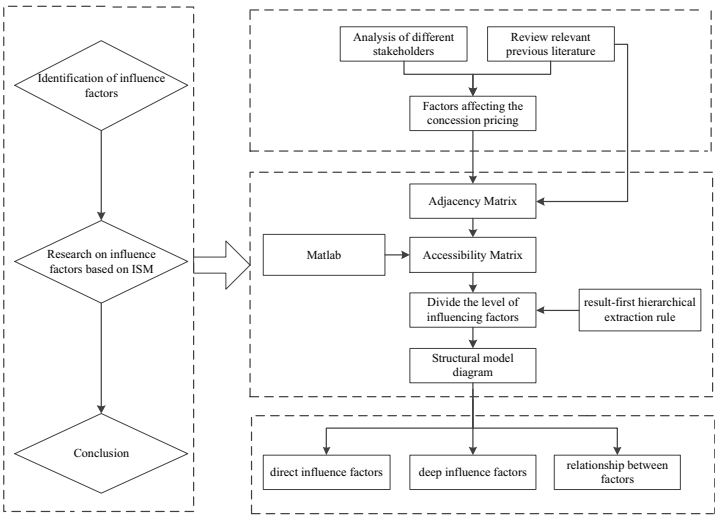 Identification of influence
factors
Research on influence
factors based on ISM
Conclusion
Analysis of different
stakeholders
Review relevant
previous literature
Factors affecting the
concession pricing
Adjacency Matrix
Matlab
Accessibility Matrix
Divide the level of
influencing factors
result-first hierarchical
extraction rule
Structural model
diagram
direct influence factors
deep influence factors
relationship between
factors